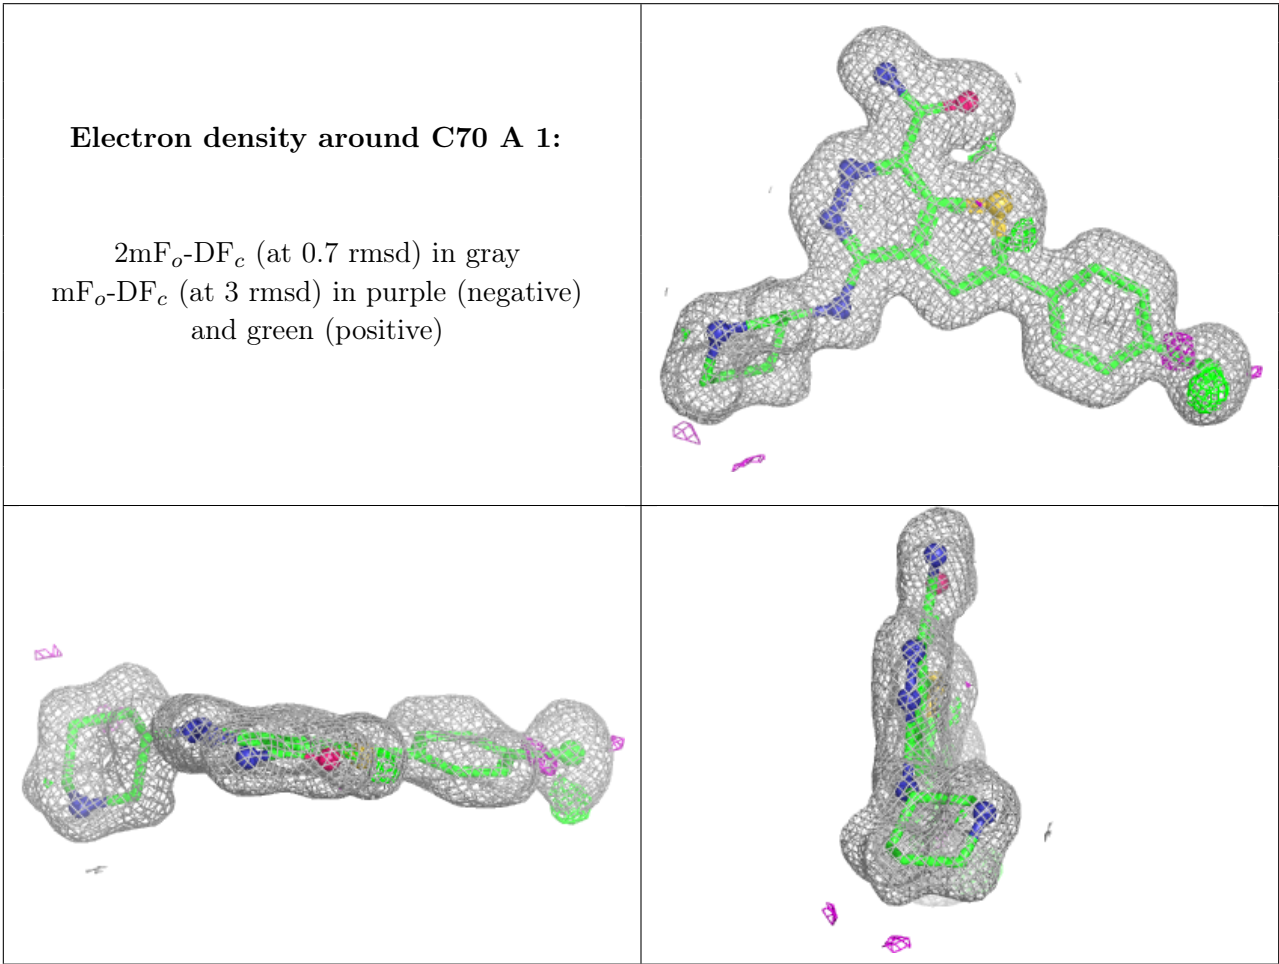 Electron density around C70 A 1:
2mFo-DFc (at 0.7 rmsd) in gray
mFo-DFc (at 3 rmsd) in purple (negative)
and green (positive)